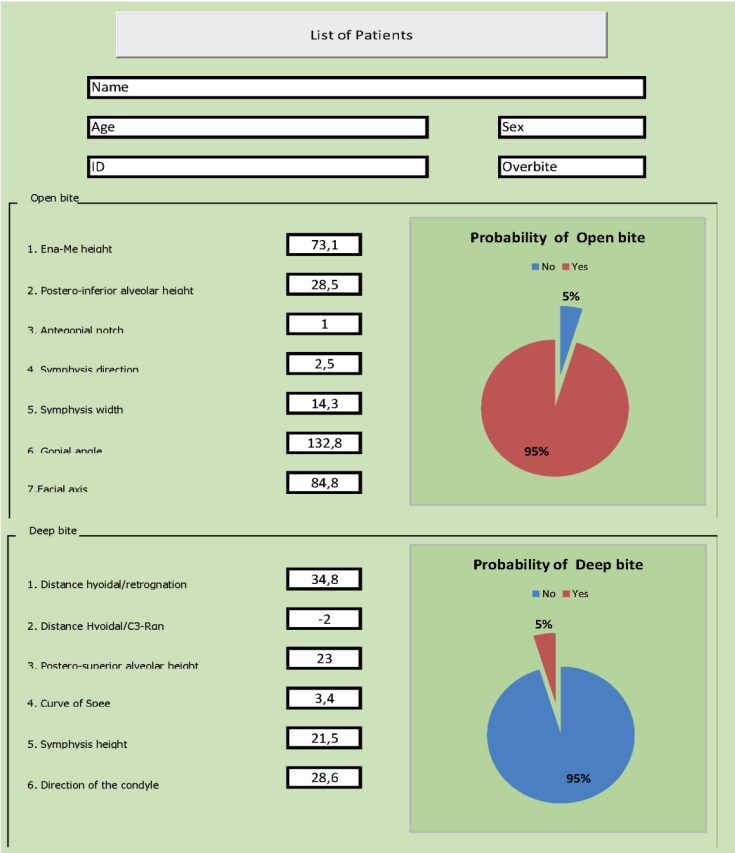 List of Patients
Name
Age
Sex
ID
Overbite
Open bite
1. Ena-Me height
73,1
2. Postero-inferior alveolar height
28,5
3. Antegonial notch
1
4. Symphysis direction
2,5
5. Symphysis width
14,3
6. Gonial angle
132,8
7.Facial axis
84,8
Probability of Open bite
No Yes
5%
95%
Deep bite
1. Distance hyoidal/retrognation
34,8
2. Distance Hyoidal/C3-Rgn
-2
3. Postero-superior alveolar height
23
4. Curve of Spee
3,4
5. Symphysis height
21,5
6. Direction of the condyle
28,6
Probability of Deep bite
No Yes
5%
95%